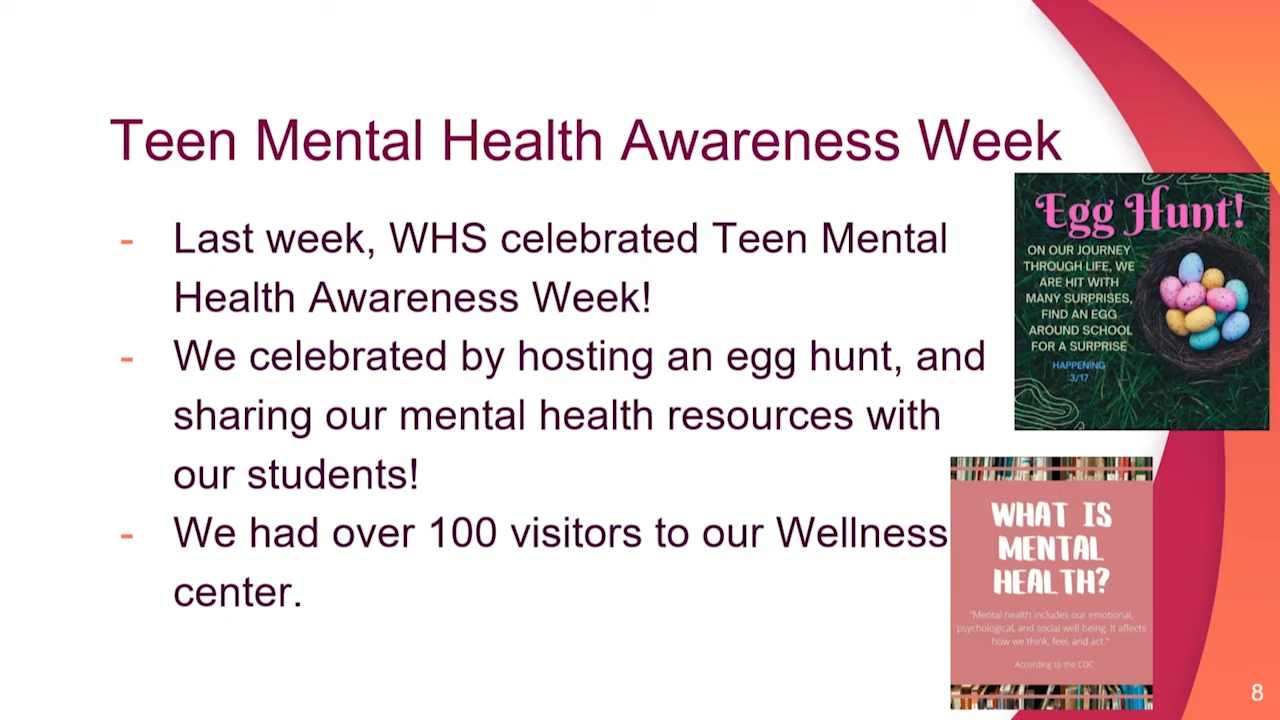 Teen Mental Health Awareness Week
- Last week, WHS celebrated Teen Mental
Health Awareness Week!
- We celebrated by hosting an egg hunt, and
sharing our mental health resources with
our students!
- We had over 100 visitors to our Wellness
center.
Egg Hunt!
ON OUR JOURNEY
THROUGH LIFE, WE
ARE HIT WITH
MANY SURPRISES,
FIND AN EGG
AROUND SCHOOL
FOR A SURPRISE
HAPPENING
3/17
WHAT IS
MENTAL
HEALTH?
"Mental health includes our emotional,
psychological, and social well-being. It affects
how we think, feel, and act."
According to the CDC
8